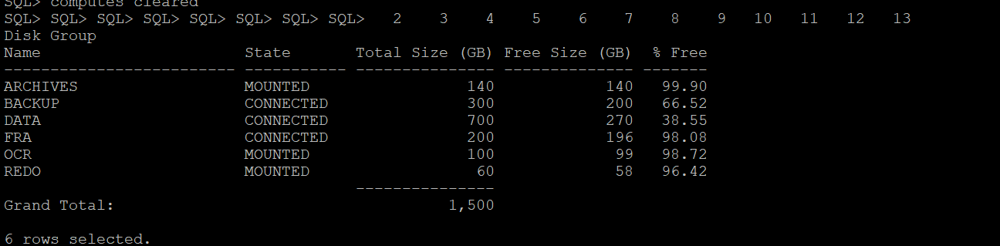 SQL> computes cleared
SQL> SQL> SQL> SQL> SQL> SQL> SQL> SQL>   2    3    4    5    6    7    8    9   10   11   12   13
Disk Group
Name                      State       Total Size (GB) Free Size (GB)  % Free
------------------------- ----------- --------------- -------------- -------
ARCHIVES                  MOUNTED                 140            140   99.90
BACKUP                    CONNECTED               300            200   66.52
DATA                      CONNECTED               700            270   38.55
FRA                       CONNECTED               200            196   98.08
OCR                       MOUNTED                 100             99   98.72
REDO                      MOUNTED                  60             58   96.42
                                      ---------------
Grand Total:                                    1,500
6 rows selected.